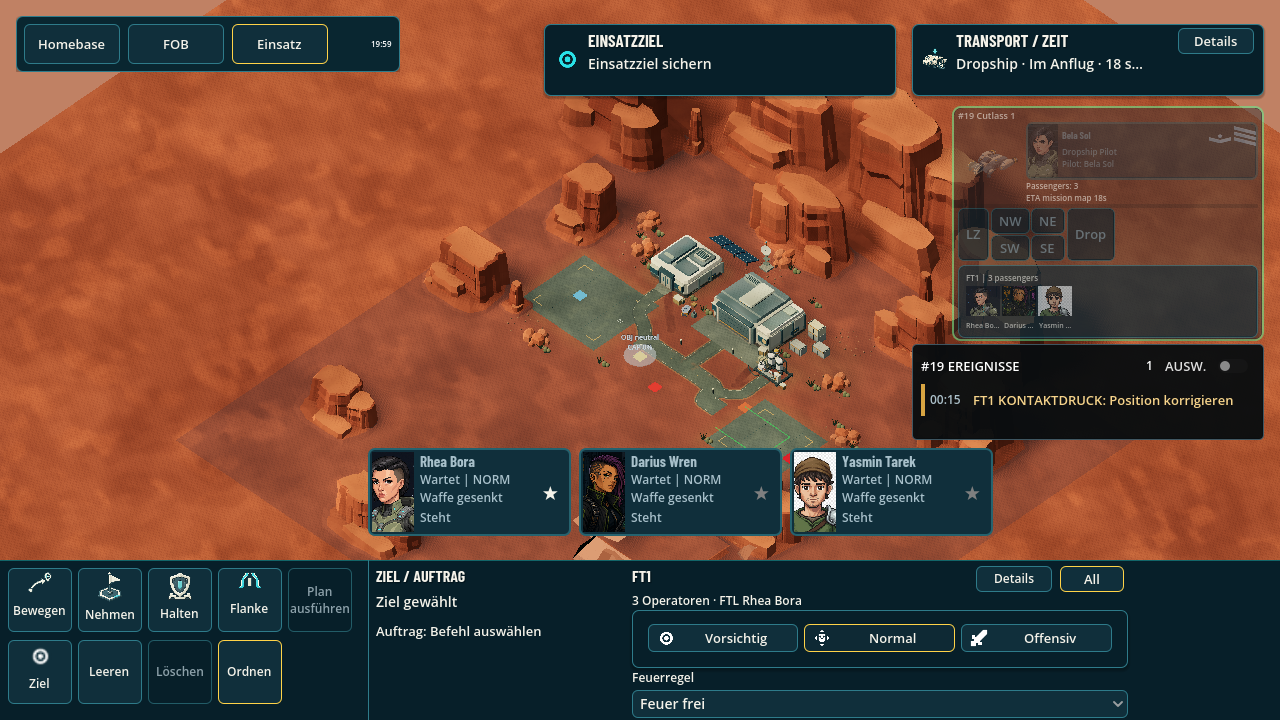 Homebase
FOB
Einsatz
19:59
EINSATZZIEL
Einsatzziel sichern
TRANSPORT / ZEIT
Dropship · Im Anflug · 18 s...
Details
#19 Cutlass 1
Bela Sol
Dropship Pilot
Pilot: Bela Sol
Passengers: 3
ETA mission map 18s
LZ
NW
NE
SW
SE
Drop
FT1 | 3 passengers
Rhea Bo...
Darius ...
Yasmin ...
OBJ neutral
#19 EREIGNISSE
1
AUSW.
00:15
FT1 KONTAKTDRUCK: Position korrigieren
Rhea Bora
Wartet | NORM
Waffe gesenkt
Steht
Darius Wren
Wartet | NORM
Waffe gesenkt
Steht
Yasmin Tarek
Wartet | NORM
Waffe gesenkt
Steht
Bewegen
Nehmen
Halten
Flanke
Plan
ausführen
Ziel
Leeren
Löschen
Ordnen
ZIEL / AUFTRAG
Ziel gewählt
Auftrag: Befehl auswählen
FT1
3 Operatoren · FTL Rhea Bora
Details
All
Vorsichtig
Normal
Offensiv
Feuerregel
Feuer frei